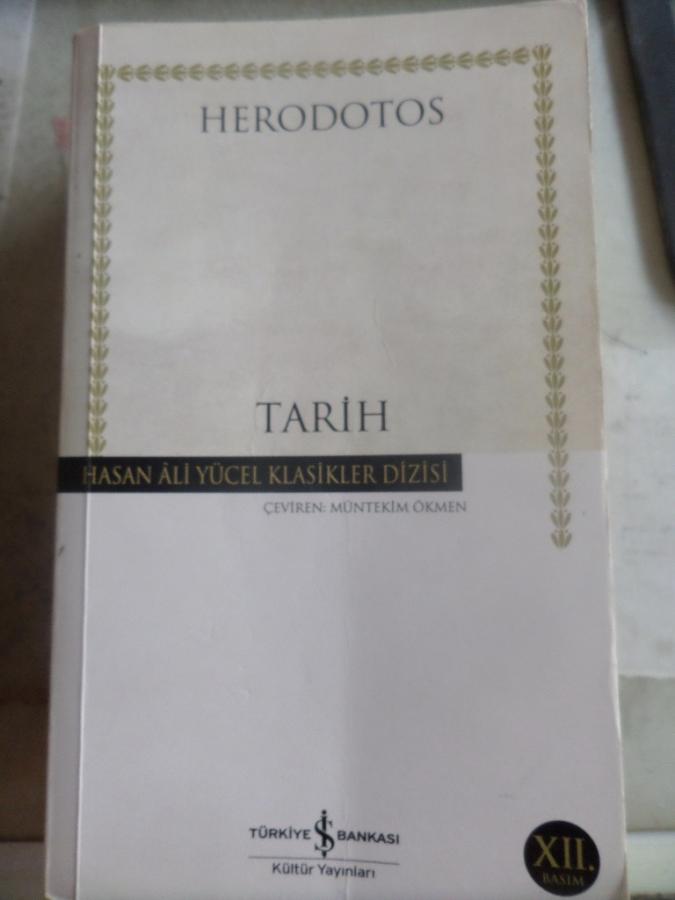 HERODOTOS
TARİH
HASAN ÂLİ YÜCEL KLASİKLER DİZİSİ
ÇEVİREN: MÜNTEKİM ÖKMEN
TÜRKİYE İŞ BANKASI
Kültür Yayınları
XII.
BASIM